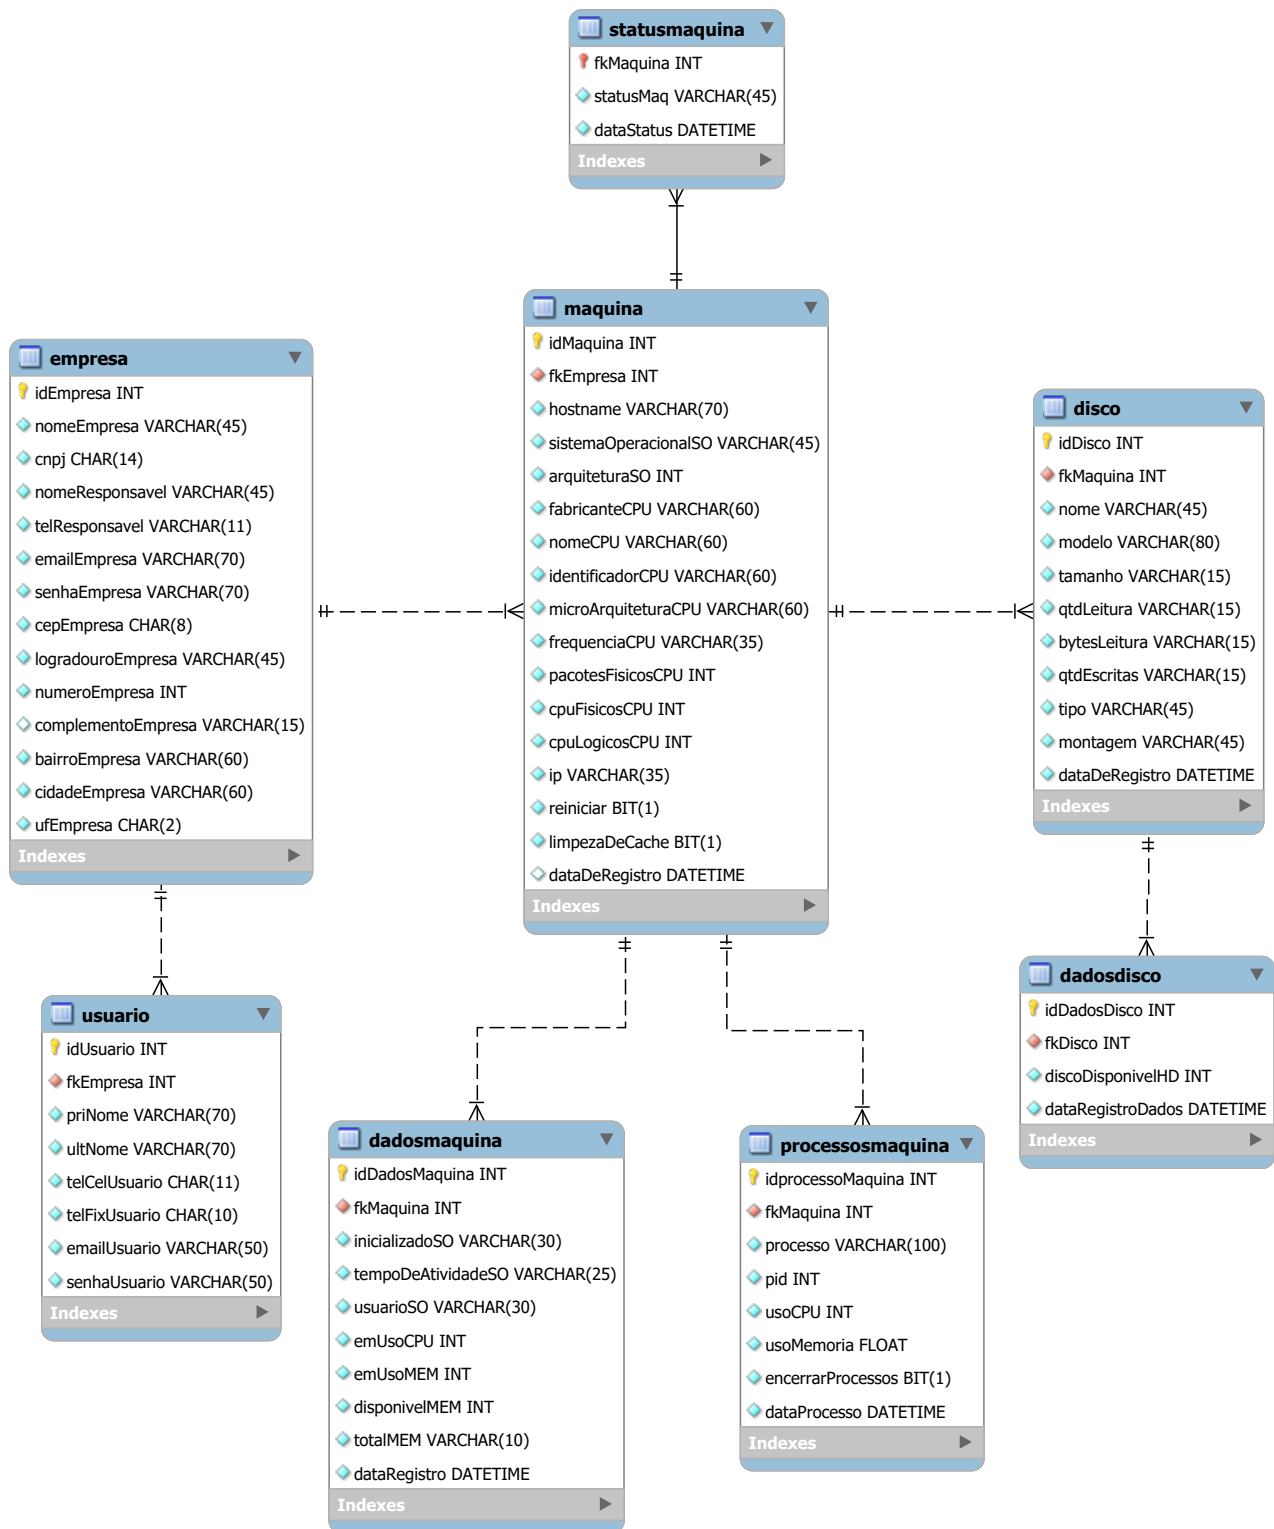 statusmaquina
fkMaquina INT
statusMaq VARCHAR(45)
dataStatus DATETIME
Indexes
maquina
idMaquina INT
fkEmpresa INT
hostname VARCHAR(70)
sistemaOperacionalSO VARCHAR(45)
arquiteturaSO INT
fabricanteCPU VARCHAR(60)
nomeCPU VARCHAR(60)
identificadorCPU VARCHAR(60)
microArquiteturaCPU VARCHAR(60)
frequenciaCPU VARCHAR(35)
pacotesFisicosCPU INT
cpuFisicosCPU INT
cpuLogicosCPU INT
ip VARCHAR(35)
reiniciar BIT(1)
limpezaDeCache BIT(1)
dataDeRegistro DATETIME
Indexes
empresa
idEmpresa INT
nomeEmpresa VARCHAR(45)
cnpj CHAR(14)
nomeResponsavel VARCHAR(45)
telResponsavel VARCHAR(11)
emailEmpresa VARCHAR(70)
senhaEmpresa VARCHAR(70)
cepEmpresa CHAR(8)
logradouroEmpresa VARCHAR(45)
numeroEmpresa INT
complementoEmpresa VARCHAR(15)
bairroEmpresa VARCHAR(60)
cidadeEmpresa VARCHAR(60)
ufEmpresa CHAR(2)
Indexes
disco
idDisco INT
fkMaquina INT
nome VARCHAR(45)
modelo VARCHAR(80)
tamanho VARCHAR(15)
qtdLeitura VARCHAR(15)
bytesLeitura VARCHAR(15)
qtdEscritas VARCHAR(15)
tipo VARCHAR(45)
montagem VARCHAR(45)
dataDeRegistro DATETIME
Indexes
dadosdisco
idDadosDisco INT
fkDisco INT
discoDisponivelHD INT
dataRegistroDados DATETIME
Indexes
usuario
idUsuario INT
fkEmpresa INT
priNome VARCHAR(70)
ultNome VARCHAR(70)
telCelUsuario CHAR(11)
telFixUsuario CHAR(10)
emailUsuario VARCHAR(50)
senhaUsuario VARCHAR(50)
Indexes
dadosmaquina
idDadosMaquina INT
fkMaquina INT
inicializadoSO VARCHAR(30)
tempoDeAtividadeSO VARCHAR(25)
usuarioSO VARCHAR(30)
emUsoCPU INT
emUsoMEM INT
disponivelMEM INT
totalMEM VARCHAR(10)
dataRegistro DATETIME
Indexes
processosmaquina
idprocessoMaquina INT
fkMaquina INT
processo VARCHAR(100)
pid INT
usoCPU INT
usoMemoria FLOAT
encerrarProcessos BIT(1)
dataProcesso DATETIME
Indexes